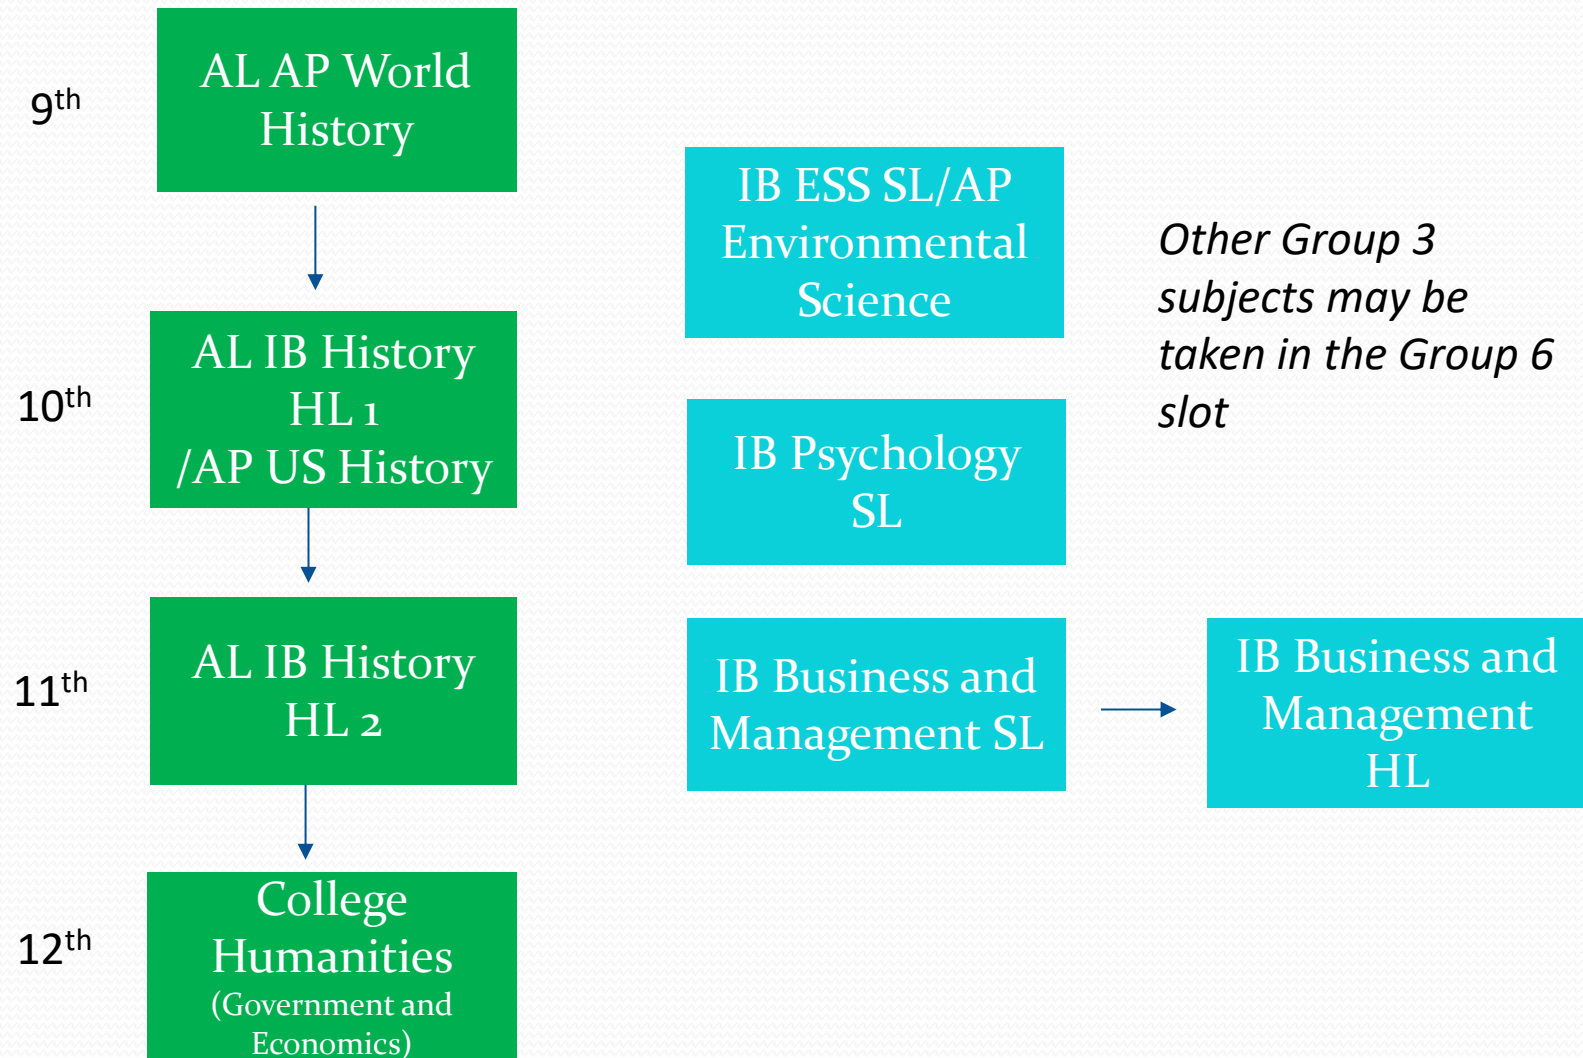 9th
AL AP World
History
10th
AL IB History
HL 1
/AP US History
11th
AL IB History
HL 2
12th
College
Humanities
(Government and
Economics)
IB ESS SL/AP
Environmental
Science
IB Psychology
SL
IB Business and
Management SL
Other Group 3
subjects may be
taken in the Group 6
slot
IB Business and
Management
HL